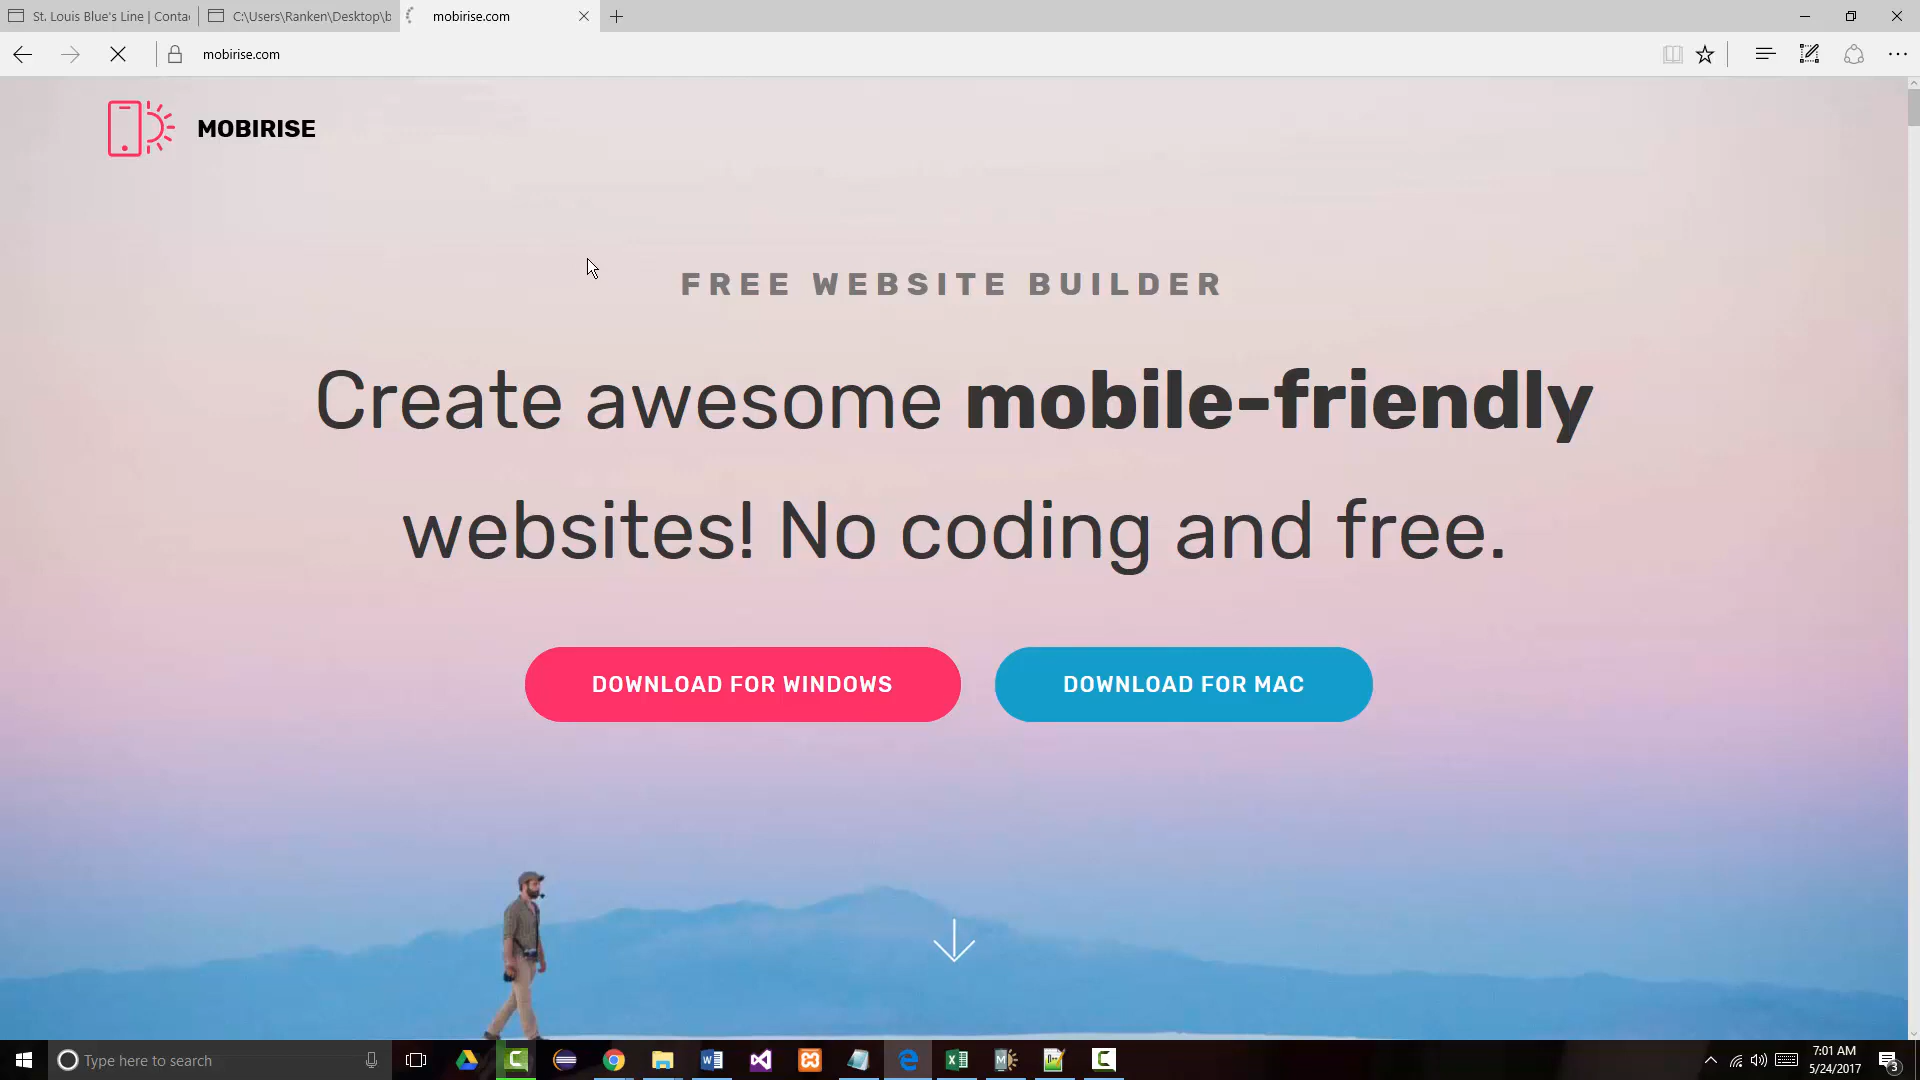 St. Louis Blue's Line | Conta
C:\Users\Ranken\Desktop\b
mobirise.com
mobirise.com
MOBIRISE
FREE WEBSITE BUILDER
Create awesome mobile-friendly
websites! No coding and free.
DOWNLOAD FOR WINDOWS
DOWNLOAD FOR MAC
Type here to search
7:01 AM
5/24/2017
3